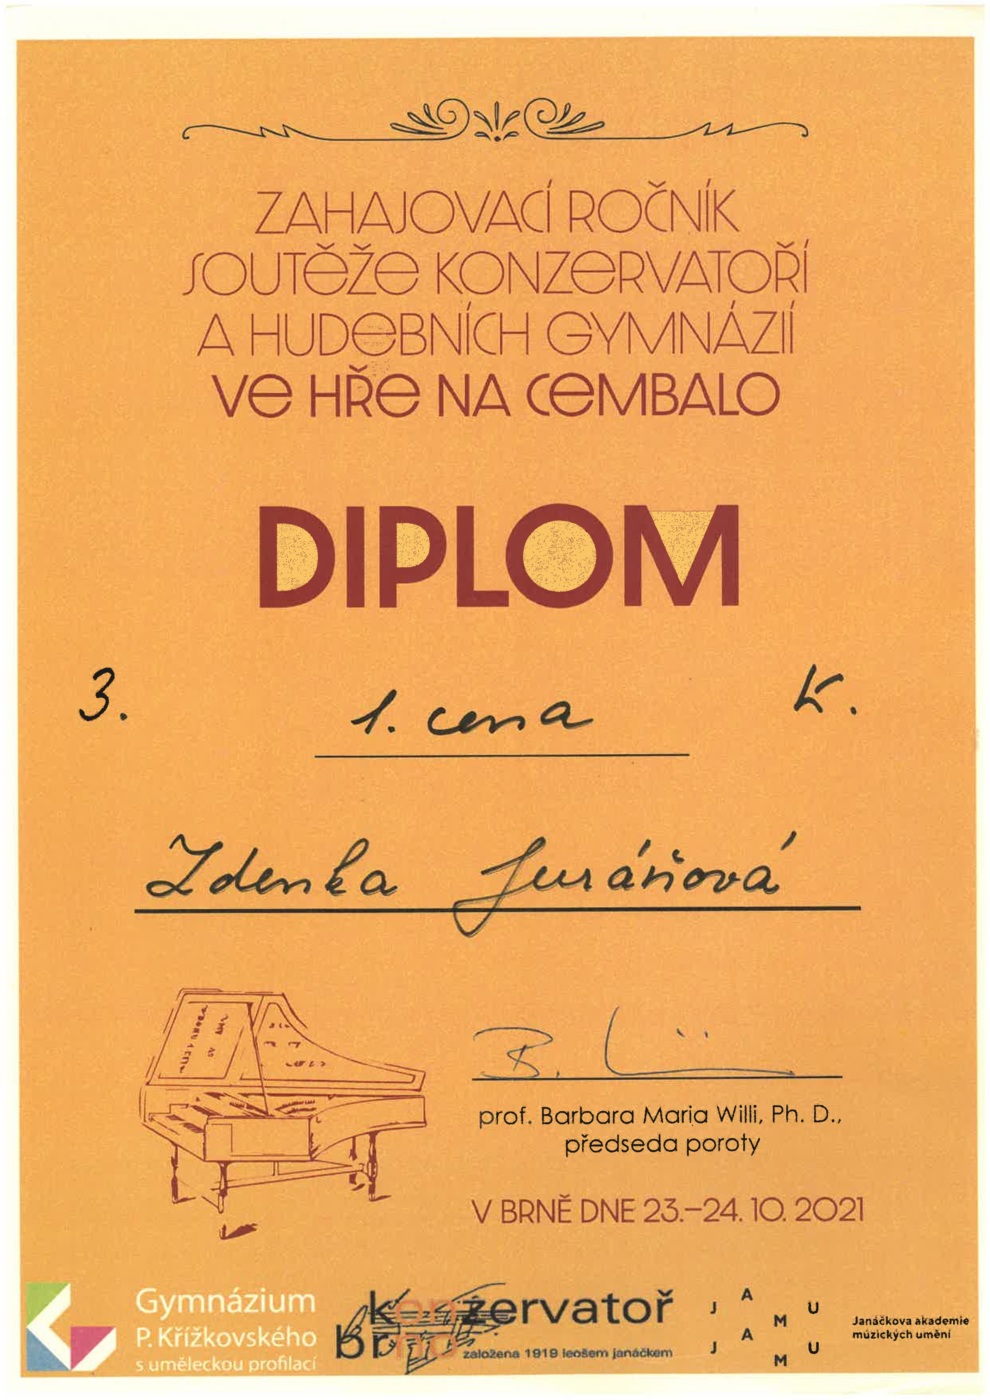 ZAHAJOVACÍ ROČNÍK
SOUTĚŽE KONZERVATOŘÍ
A HUDEBNÍCH GYMNÁZIÍ
VE HŘE NA CEMBALO
DIPLOM
3. 1. cena K.
Zdenka Juráňová
B. Willi
prof. Barbara Maria Willi, Ph. D.,
předseda poroty
V BRNĚ DNE 23.–24. 10. 2021
Gymnázium
P. Křížkovského
s uměleckou profilací
konzervatoř
brno
založena 1919 leošem janáčkem
JAMU
JAMU
Janáčkova akademie
múzických umění